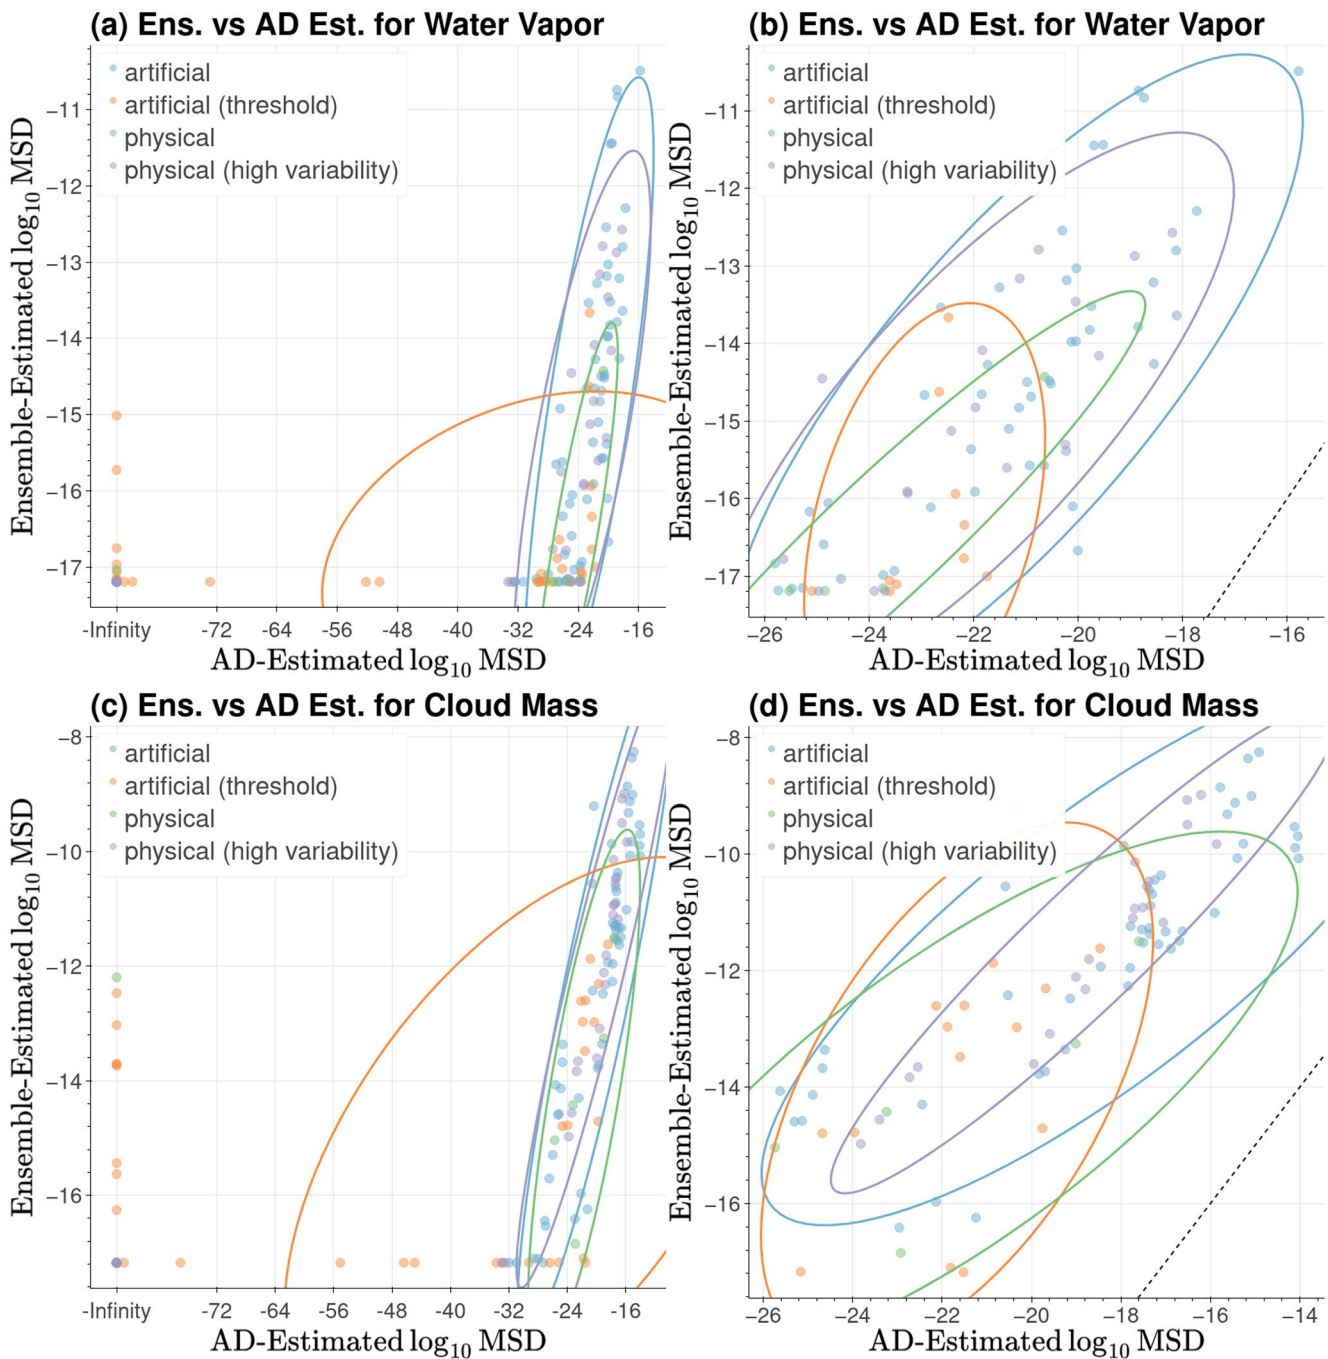 (a) Ens. vs AD Est. for Water Vapor
artificial
artificial (threshold)
physical
physical (high variability)
−11
−12
−13
−14
−15
−16
−17
Ensemble-Estimated log10 MSD
-Infinity -72 -64 -56 -48 -40 -32 -24 -16
AD-Estimated log10 MSD
(b) Ens. vs AD Est. for Water Vapor
artificial
artificial (threshold)
physical
physical (high variability)
−11
−12
−13
−14
−15
−16
−17
Ensemble-Estimated log10 MSD
−26 −24 −22 −20 −18 −16
AD-Estimated log10 MSD
(c) Ens. vs AD Est. for Cloud Mass
artificial
artificial (threshold)
physical
physical (high variability)
−8
−10
−12
−14
−16
Ensemble-Estimated log10 MSD
-Infinity -72 -64 -56 -48 -40 -32 -24 -16
AD-Estimated log10 MSD
(d) Ens. vs AD Est. for Cloud Mass
artificial
artificial (threshold)
physical
physical (high variability)
−8
−10
−12
−14
−16
Ensemble-Estimated log10 MSD
−26 −24 −22 −20 −18 −16 −14
AD-Estimated log10 MSD